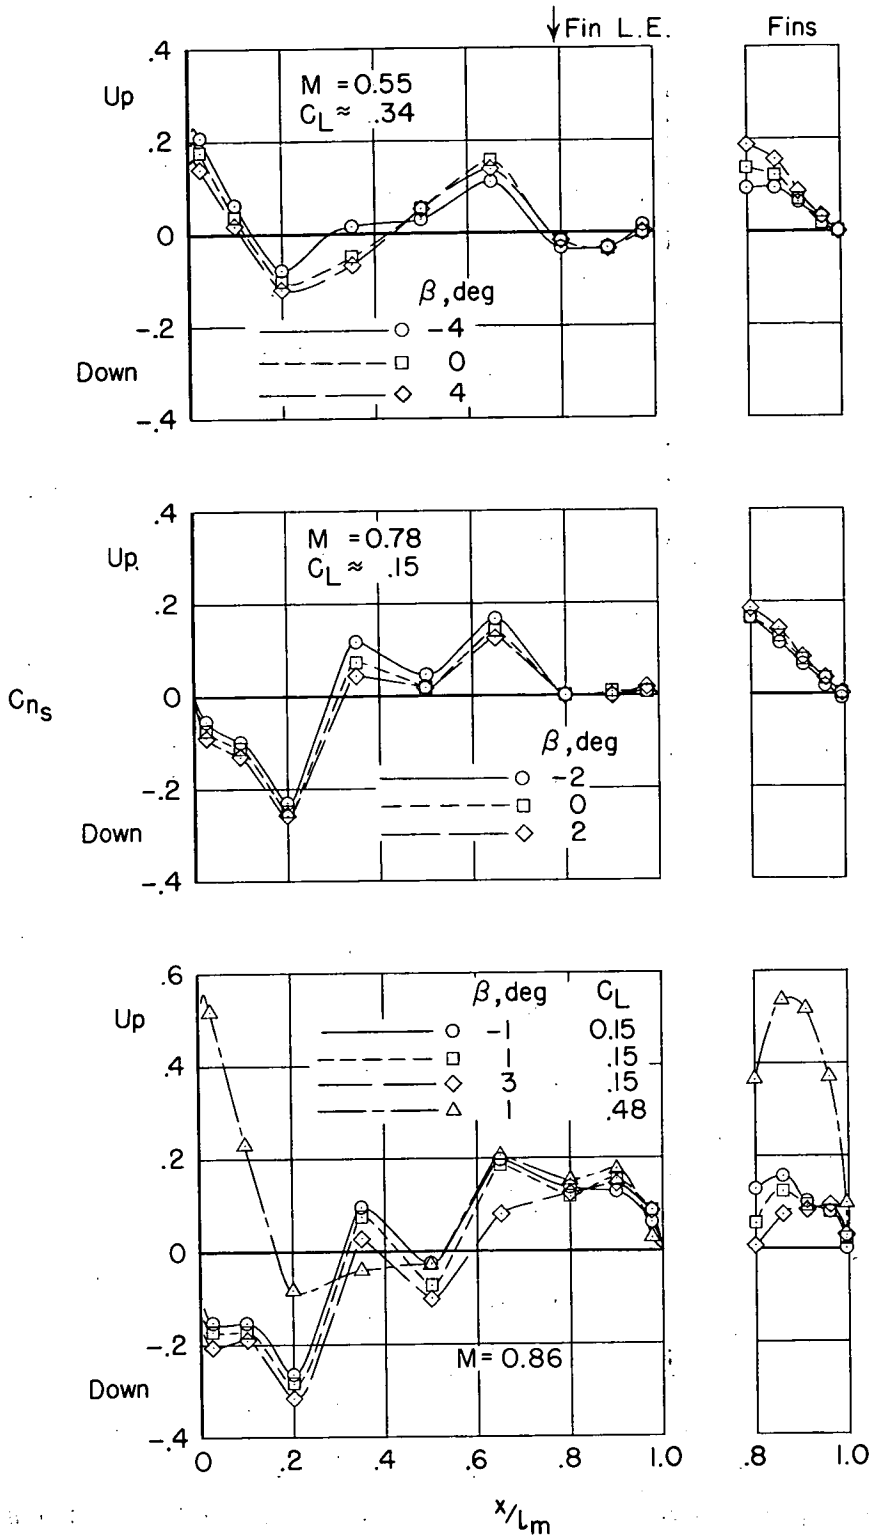 Fin L.E.
Fins
.4
Up
M = 0.55
C_L ≈ .34
.2
0
β, deg
-.2
-4
0
Down
4
-.4
.4
M = 0.78
Up
C_L ≈ .15
.2
C_n_s
0
β, deg
-.2
-2
0
Down
2
-.4
.6
β, deg C_L
Up
-1 0.15
1 .15
.4
3 .15
1 .48
.2
0
-.2
M = 0.86
Down
-.4
0 .2 .4 .6 .8 1.0 .8 1.0
x/l_m